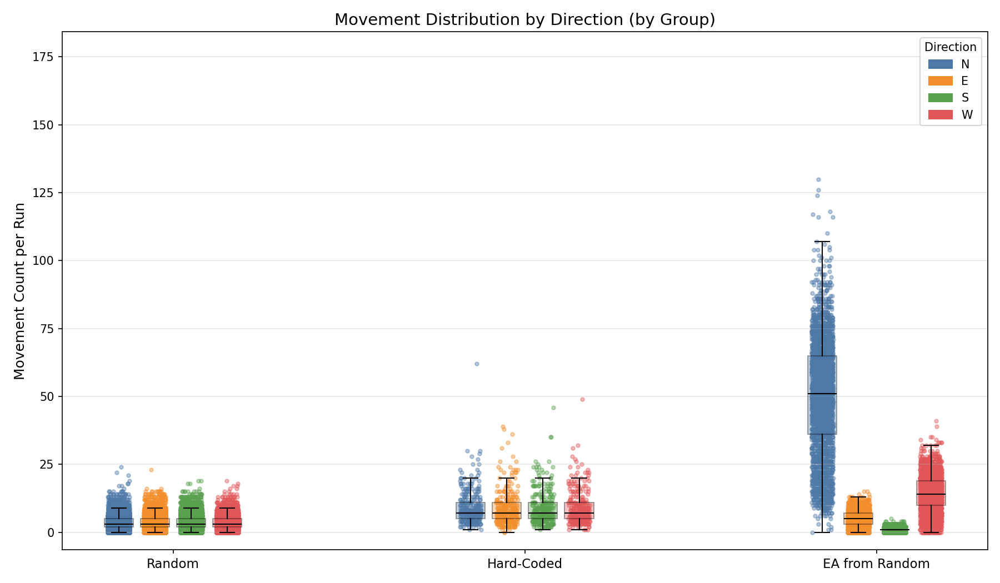 Movement Distribution by Direction (by Group)
Movement Count per Run
175
150
125
100
75
50
25
0
Direction
N
E
S
W
Random
Hard-Coded
EA from Random